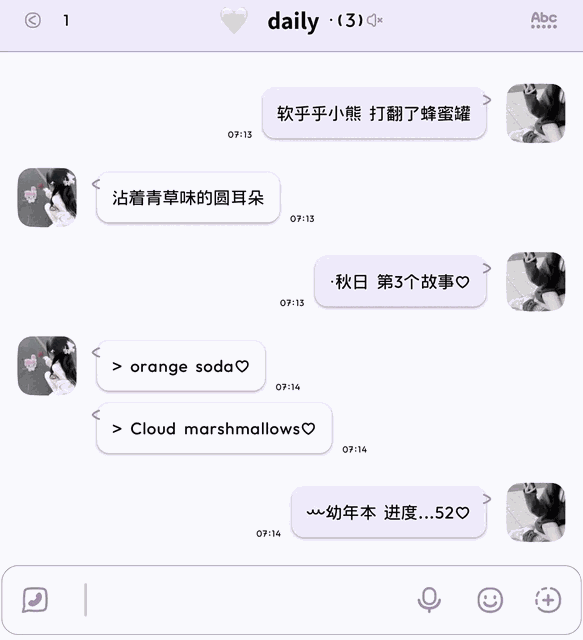 1
daily ·(3)
Abc
软乎乎小熊 打翻了蜂蜜罐
07:13
沾着青草味的圆耳朵
07:13
·秋日 第3个故事♡
07:13
> orange soda♡
07:14
> Cloud marshmallows♡
07:14
幼年本 进度...52♡
07:14